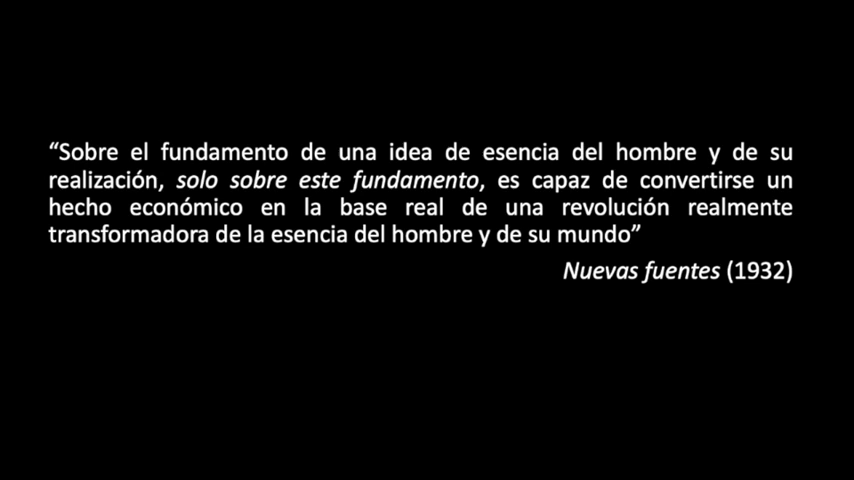 “Sobre el fundamento de una idea de esencia del hombre y de su
realización, solo sobre este fundamento, es capaz de convertirse un
hecho económico en la base real de una revolución realmente
transformadora de la esencia del hombre y de su mundo”
Nuevas fuentes (1932)